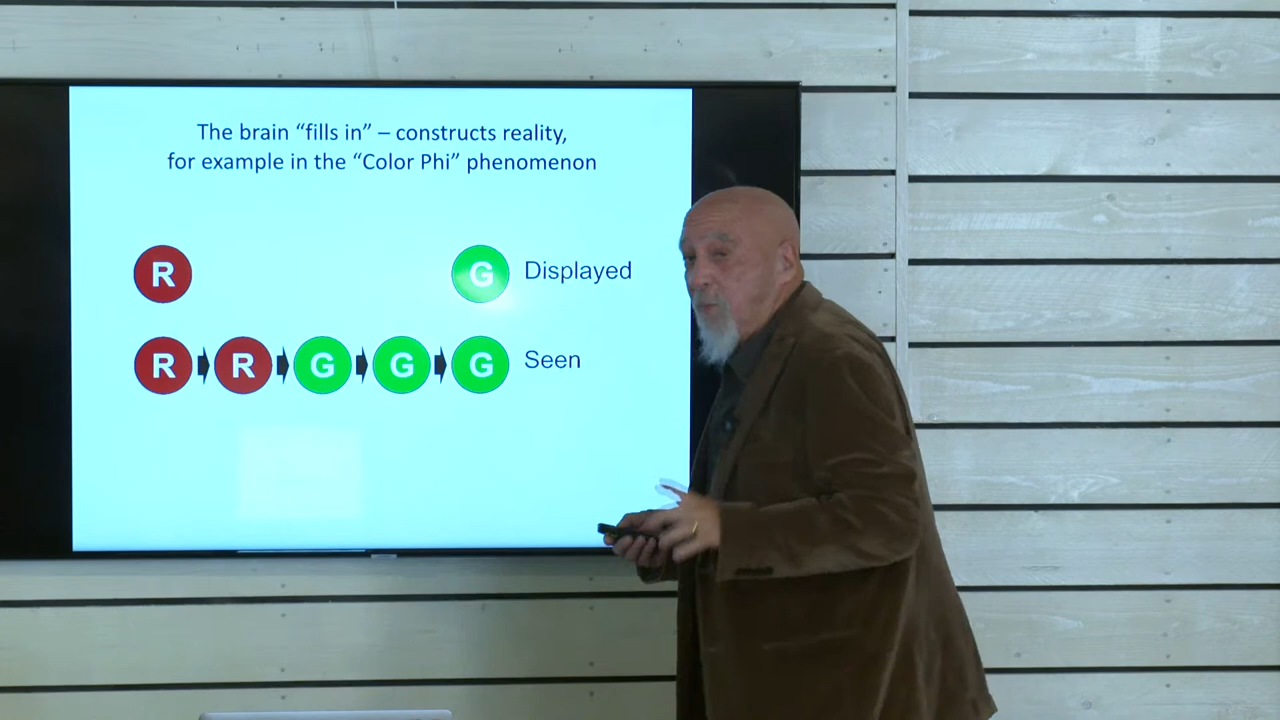 The brain “fills in” – constructs reality,
for example in the “Color Phi” phenomenon
R G Displayed
R R G G G Seen